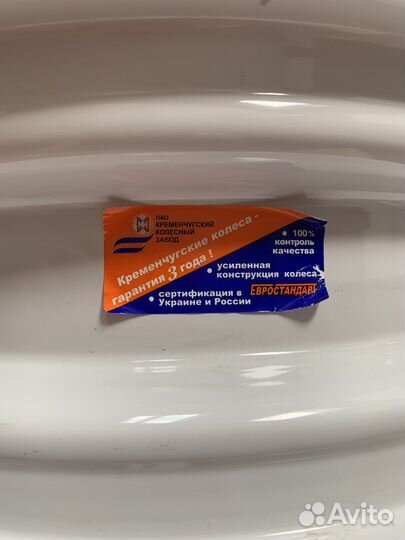 ПАО
КРЕМЕНЧУГСКИЙ
КОЛЕСНЫЙ
ЗАВОД
Кременчугские колеса -
гарантия 3 года !
• 100%
контроль
качества
• усиленная
конструкция колеса
• сертификация в
Украине и России
ЕВРОСТАНДАРТ
Avito